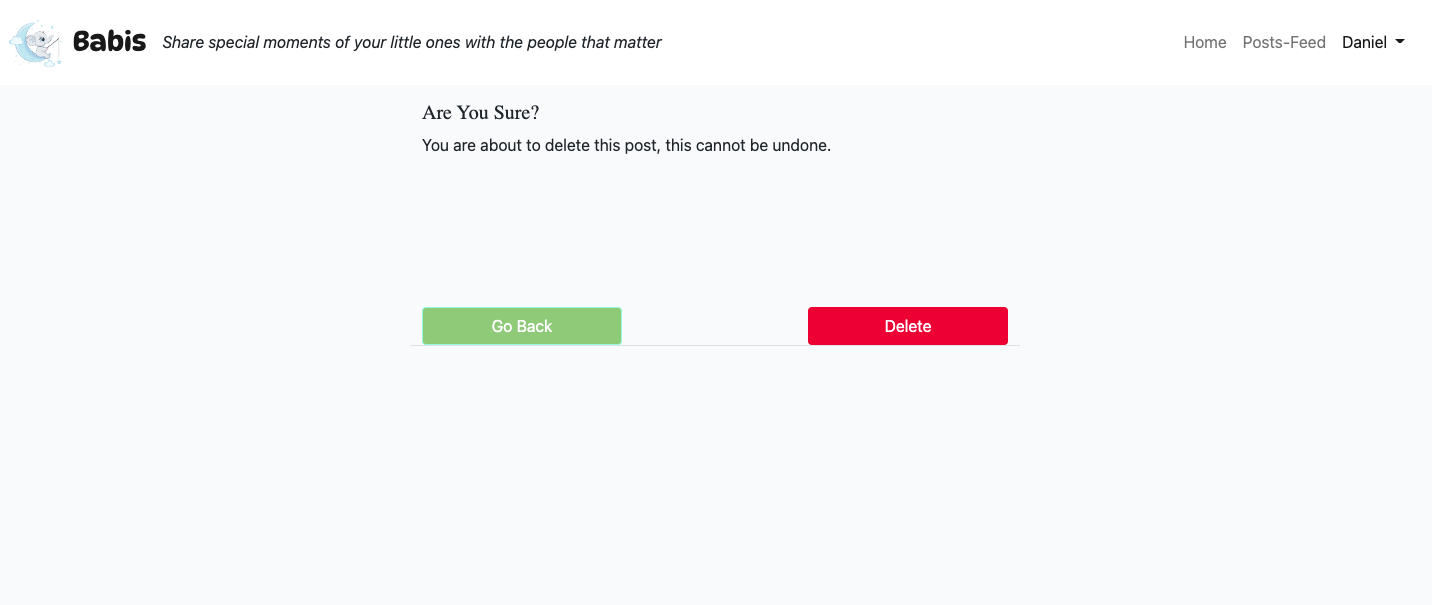 Babis Share special moments of your little ones with the people that matter Home Posts-Feed Daniel
Are You Sure?
You are about to delete this post, this cannot be undone.
Go Back Delete